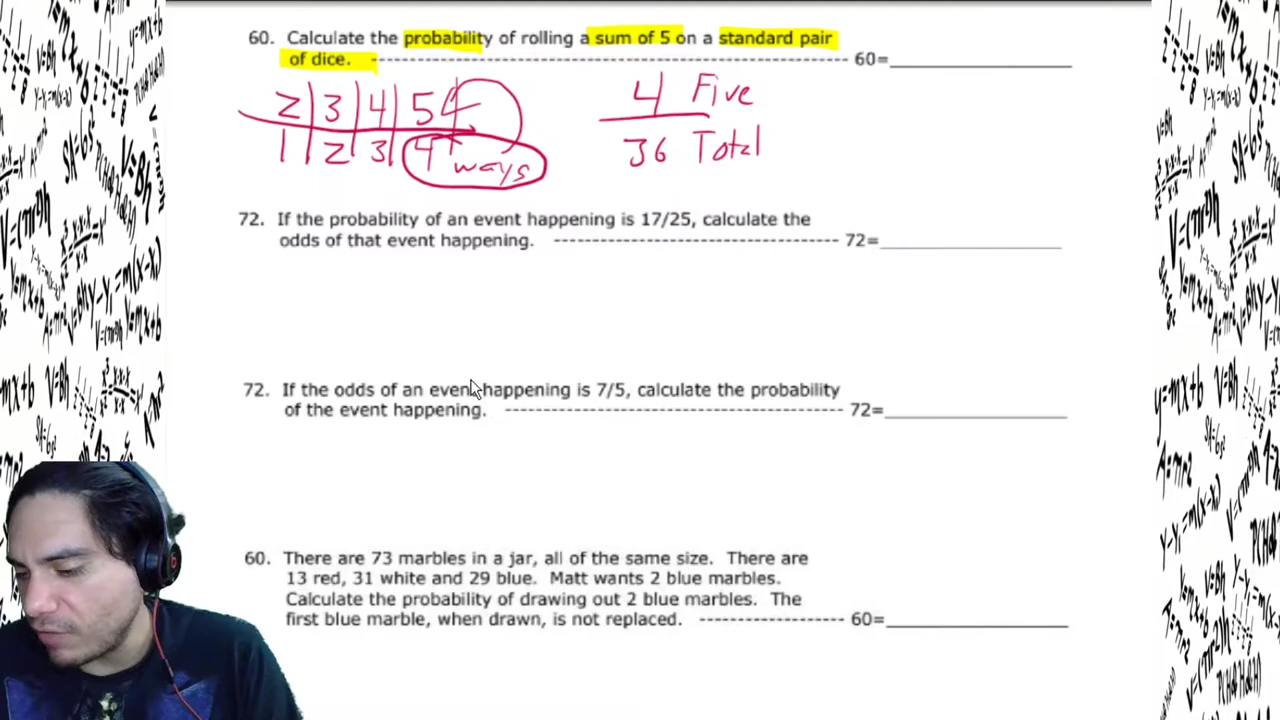 60. Calculate the probability of rolling a sum of 5 on a standard pair
of dice. ---------------------------------------------------------------- 60=____________________
2 | 3 | 4 | 5
1 | 2 | 3 | 4 ways
4 Five
36 Total
72. If the probability of an event happening is 17/25, calculate the
odds of that event happening. -------------------------------------- 72=____________________
72. If the odds of an event happening is 7/5, calculate the probability
of the event happening. --------------------------------------------- 72=____________________
60. There are 73 marbles in a jar, all of the same size. There are
13 red, 31 white and 29 blue. Matt wants 2 blue marbles.
Calculate the probability of drawing out 2 blue marbles. The
first blue marble, when drawn, is not replaced. ------------------- 60=____________________